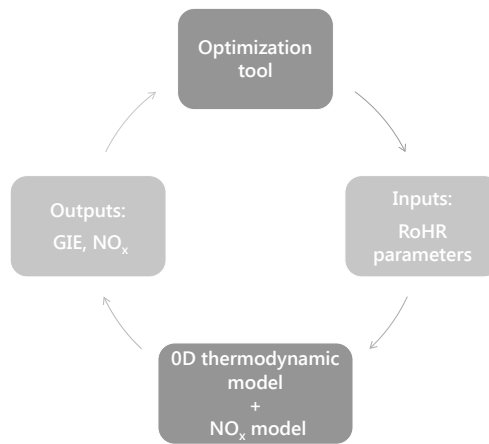 Optimization
tool
Inputs:
RoHR
parameters
0D thermodynamic
model
+
NOₓ model
Outputs:
GIE, NOₓ